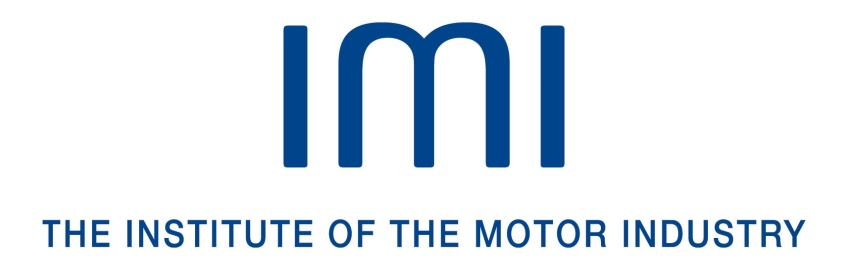 imi
THE INSTITUTE OF THE MOTOR INDUSTRY